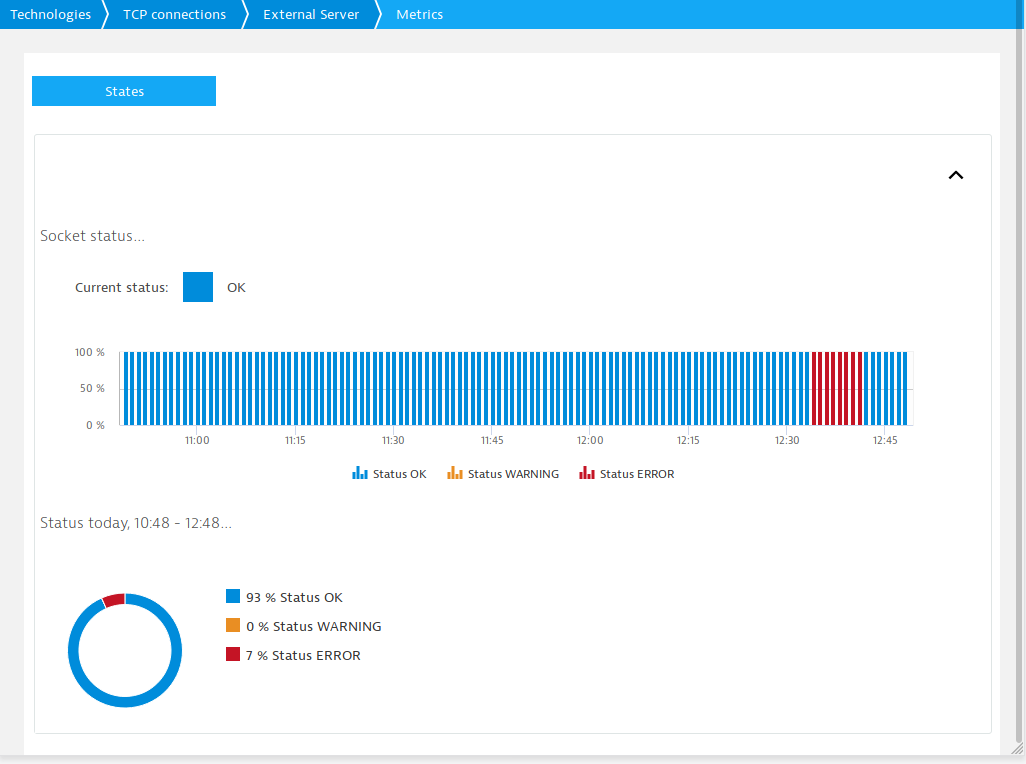 Technologies TCP connections External Server Metrics
States
Socket status...
Current status: OK
100 %
50 %
0 %
11:00 11:15 11:30 11:45 12:00 12:15 12:30 12:45
Status OK Status WARNING Status ERROR
Status today, 10:48 - 12:48...
93 % Status OK
0 % Status WARNING
7 % Status ERROR